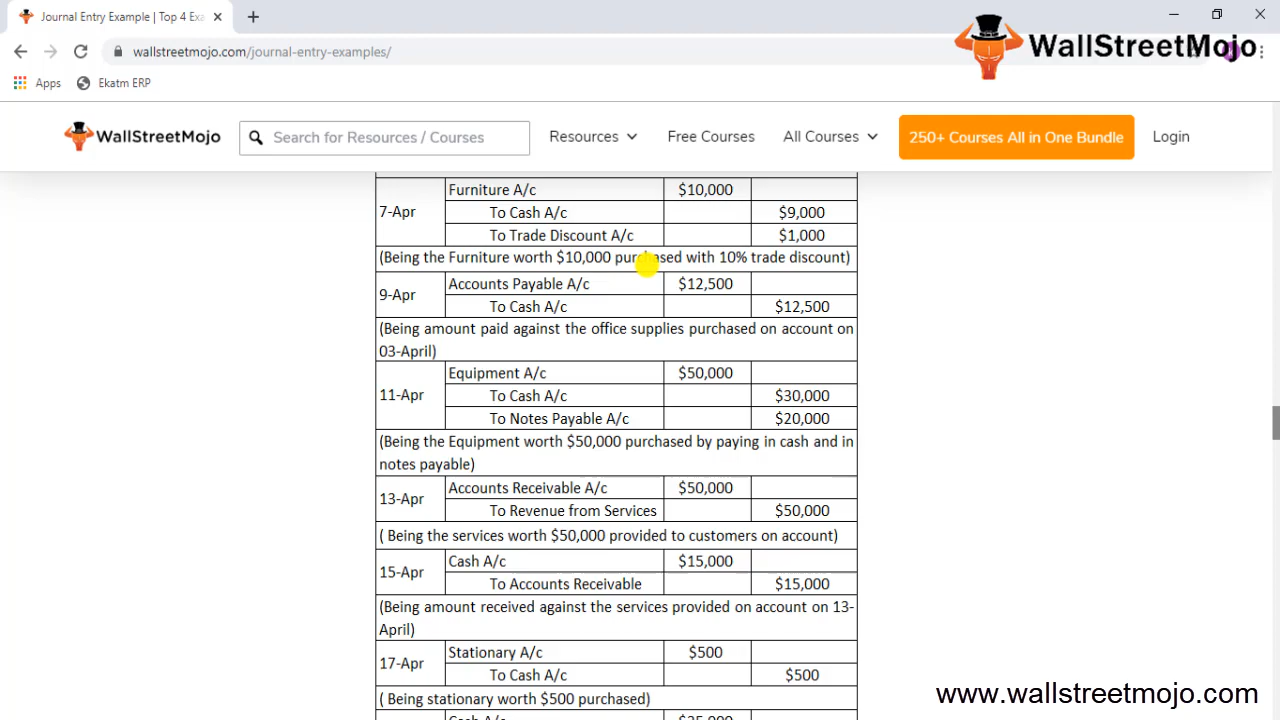 Journal Entry Example | Top 4 Exa
wallstreetmojo.com/journal-entry-examples/
WallStreetMojo
Apps Ekatm ERP
WallStreetMojo Search for Resources / Courses Resources Free Courses All Courses 250+ Courses All in One Bundle Login
7-Apr Furniture A/c $10,000
To Cash A/c $9,000
To Trade Discount A/c $1,000
(Being the Furniture worth $10,000 purchased with 10% trade discount)
9-Apr Accounts Payable A/c $12,500
To Cash A/c $12,500
(Being amount paid against the office supplies purchased on account on
03-April)
11-Apr Equipment A/c $50,000
To Cash A/c $30,000
To Notes Payable A/c $20,000
(Being the Equipment worth $50,000 purchased by paying in cash and in
notes payable)
13-Apr Accounts Receivable A/c $50,000
To Revenue from Services $50,000
( Being the services worth $50,000 provided to customers on account)
15-Apr Cash A/c $15,000
To Accounts Receivable $15,000
(Being amount received against the services provided on account on 13-
April)
17-Apr Stationary A/c $500
To Cash A/c $500
( Being stationary worth $500 purchased)
Cash A/c $25,000
www.wallstreetmojo.com